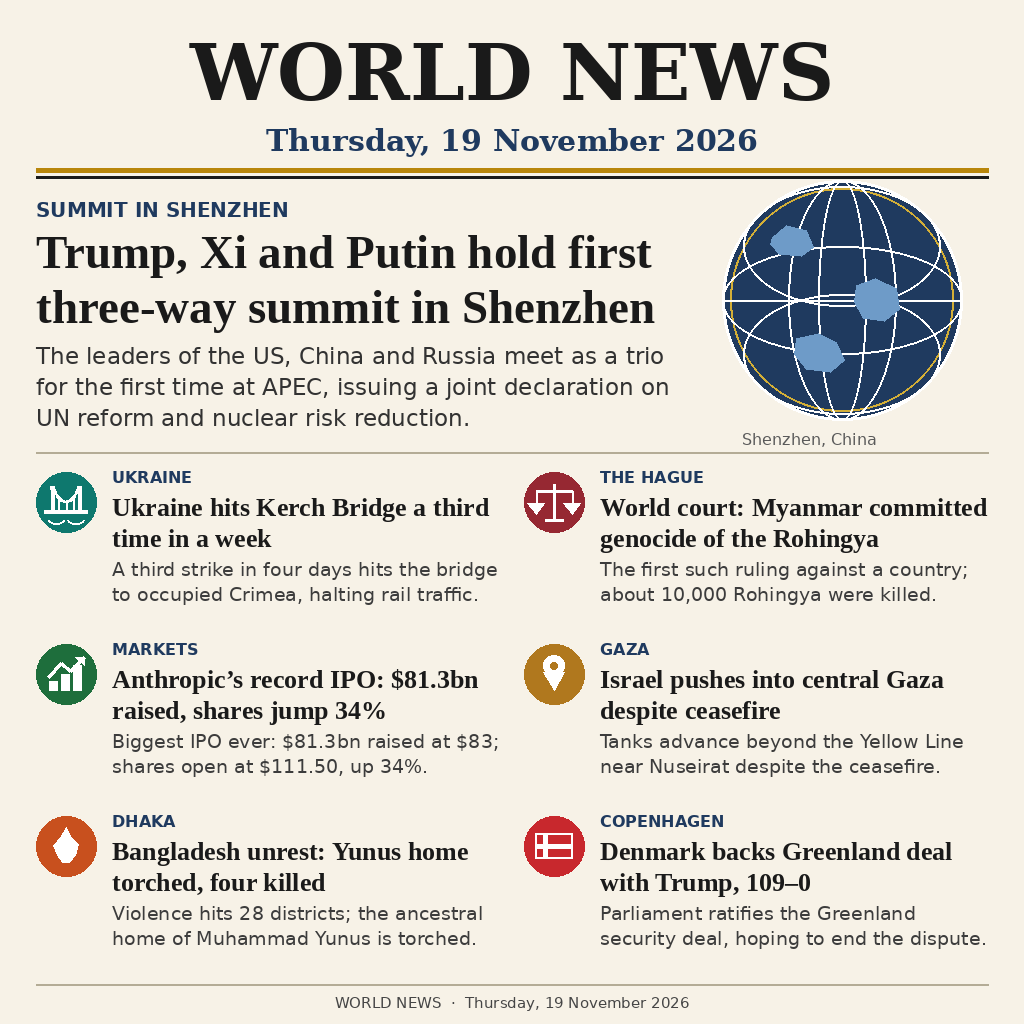 WORLD NEWS
Thursday, 19 November 2026
SUMMIT IN SHENZHEN
Trump, Xi and Putin hold first
three-way summit in Shenzhen
The leaders of the US, China and Russia meet as a trio
for the first time at APEC, issuing a joint declaration on
UN reform and nuclear risk reduction.
Shenzhen, China
UKRAINE
Ukraine hits Kerch Bridge a third
time in a week
A third strike in four days hits the bridge
to occupied Crimea, halting rail traffic.
THE HAGUE
World court: Myanmar committed
genocide of the Rohingya
The first such ruling against a country;
about 10,000 Rohingya were killed.
MARKETS
Anthropic’s record IPO: $81.3bn
raised, shares jump 34%
Biggest IPO ever: $81.3bn raised at $83;
shares open at $111.50, up 34%.
GAZA
Israel pushes into central Gaza
despite ceasefire
Tanks advance beyond the Yellow Line
near Nuseirat despite the ceasefire.
DHAKA
Bangladesh unrest: Yunus home
torched, four killed
Violence hits 28 districts; the ancestral
home of Muhammad Yunus is torched.
COPENHAGEN
Denmark backs Greenland deal
with Trump, 109–0
Parliament ratifies the Greenland
security deal, hoping to end the dispute.
WORLD NEWS · Thursday, 19 November 2026